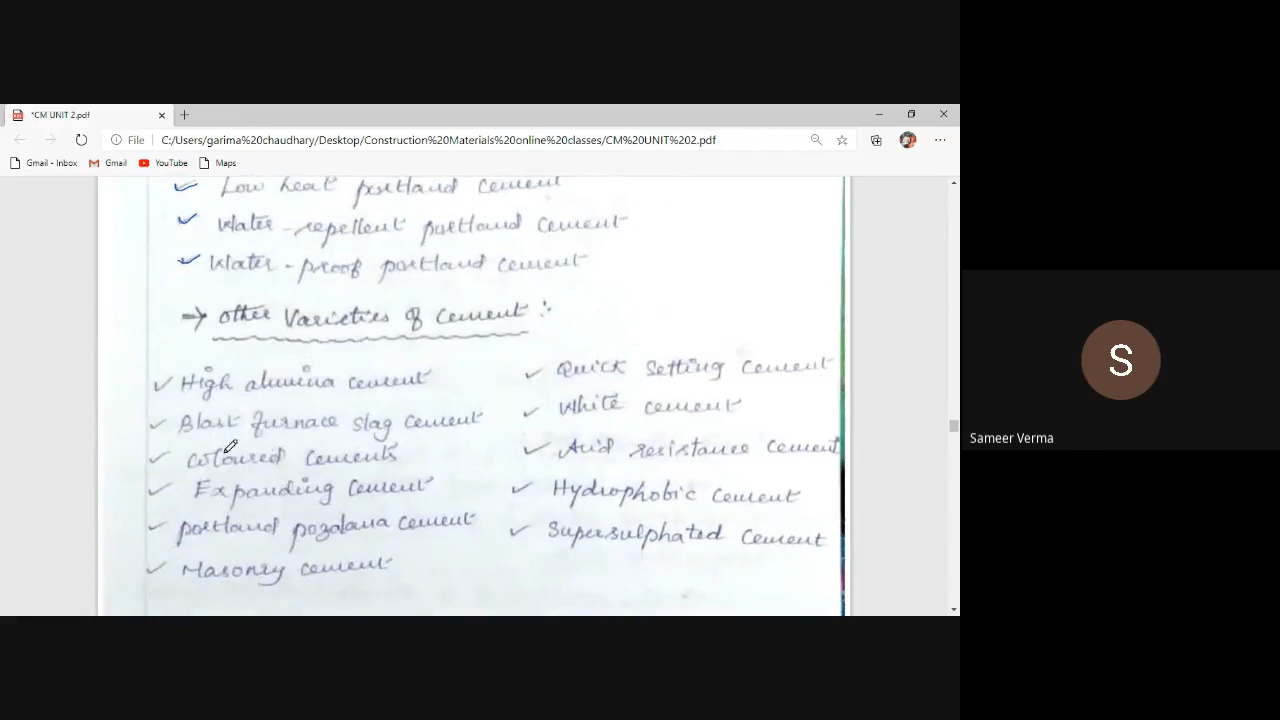 *CM UNIT 2.pdf
File C:/Users/garima%20chaudhary/Desktop/Construction%20Materials%20online%20classes/CM%20UNIT%202.pdf
Gmail - Inbox Gmail YouTube Maps
Low heat portland cement
Water-repellent portland cement
Water-proof portland cement
→ other Varieties of Cement :-
High alumina cement
Blast furnace slag cement
Coloured cements
Expanding cement
portland pozolana cement
Masonry cement
Quick Setting Cement
White cement
Acid resistance cement
Hydrophobic cement
Supersulphated cement
S
Sameer Verma